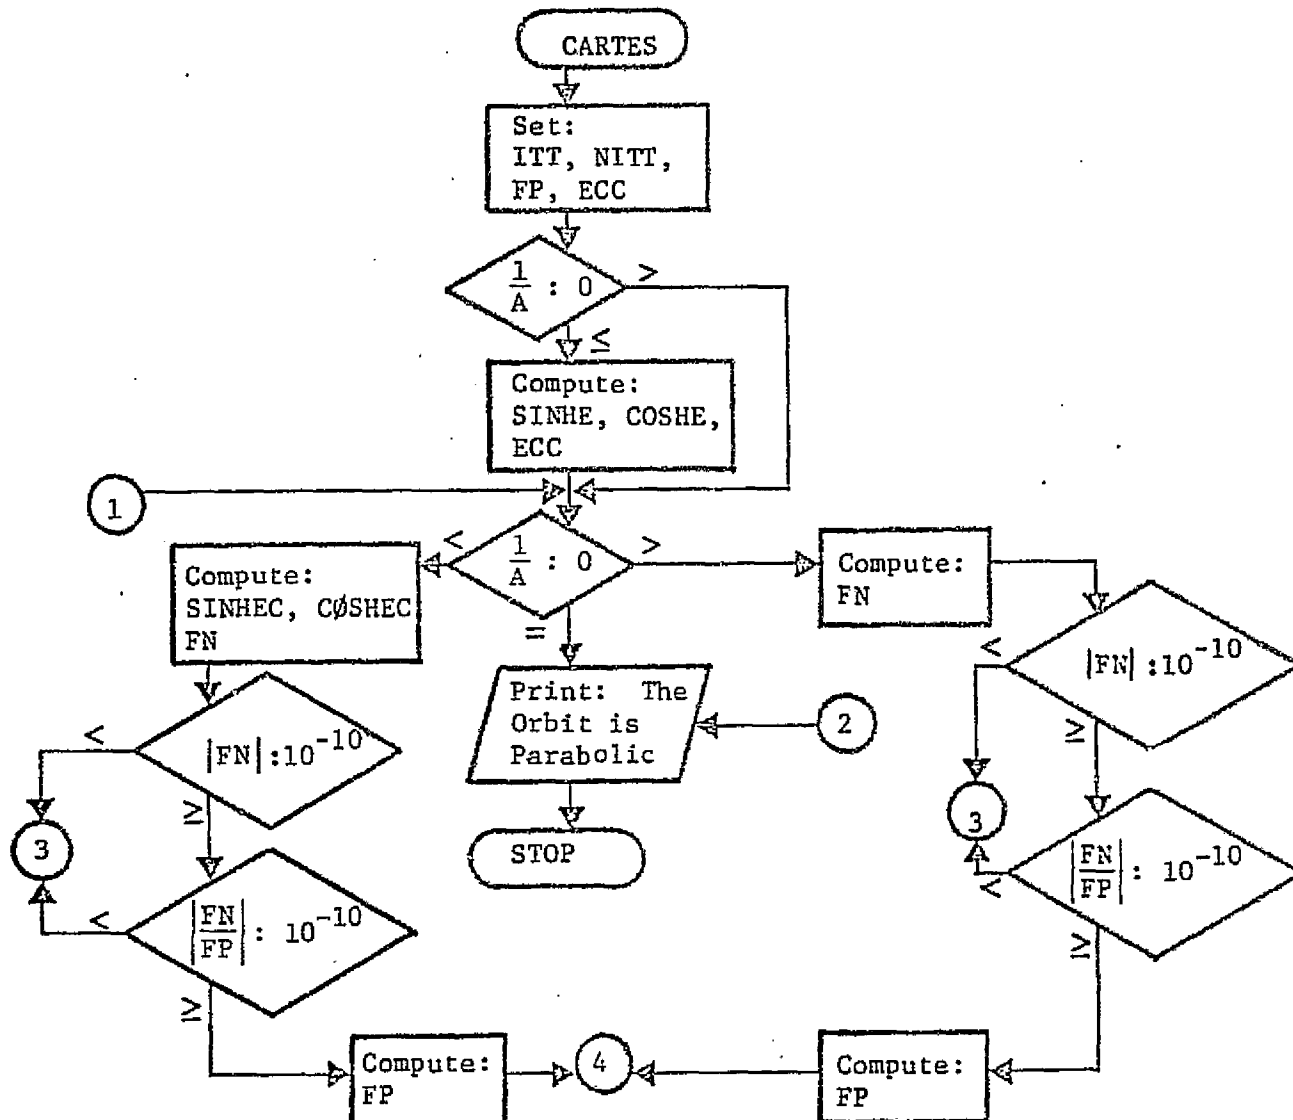 CARTES
Set:
ITT, NITT,
FP, ECC
1/A : 0
>
≤
Compute:
SINHE, COSHE,
ECC
1
<
1/A : 0
>
=
Compute:
SINHEC, CØSHEC
FN
Compute:
FN
|FN| : 10^-10
<
≥
Print: The
Orbit is
Parabolic
2
|FN| : 10^-10
<
≥
3
3
STOP
|FN/FP| : 10^-10
<
≥
|FN/FP| : 10^-10
<
≥
Compute:
FP
4
Compute:
FP